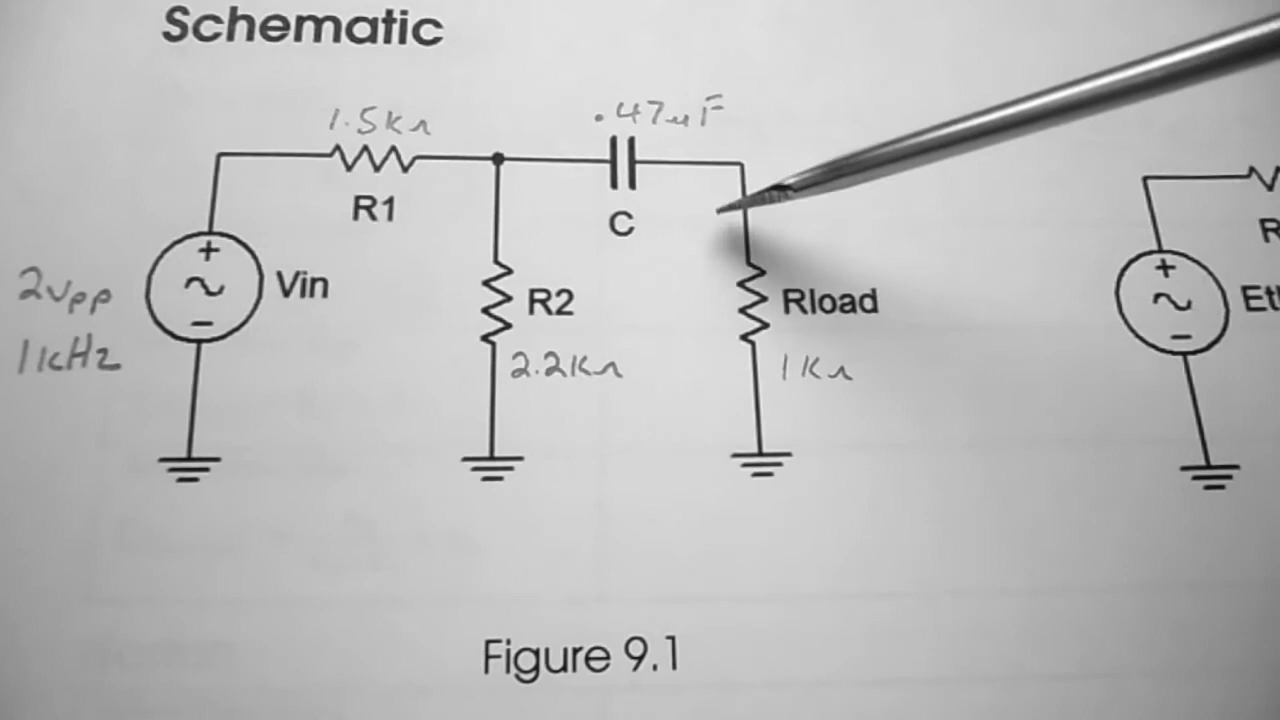 Schematic
1.5KΩ
.47uF
R1
C
R
+
~
-
Vin
2Vpp
1KHz
R2
2.2KΩ
Rload
1KΩ
+
~
-
Figure 9.1